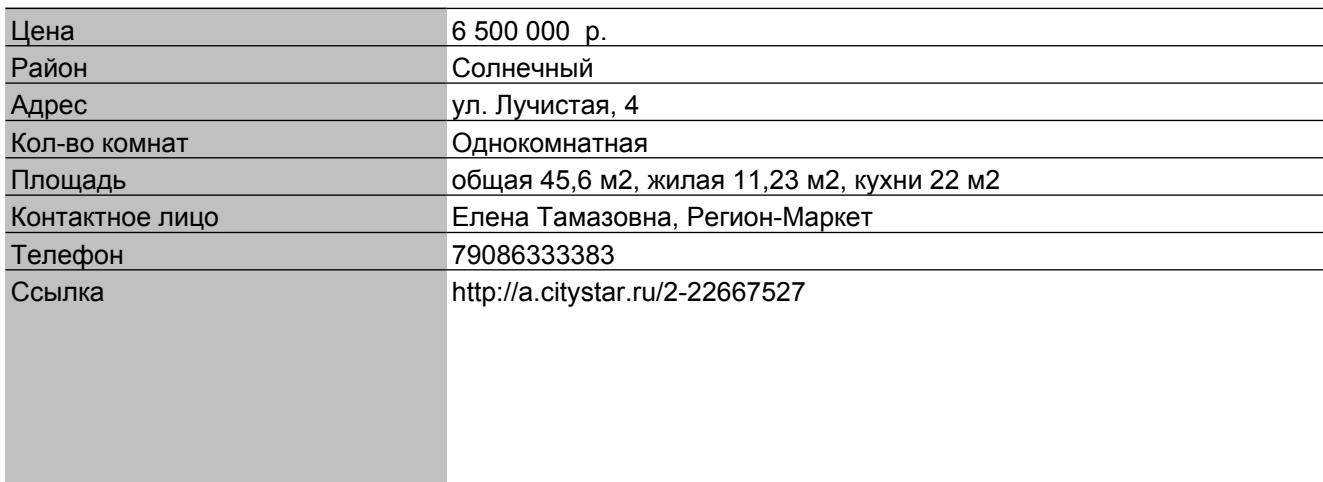 Цена 6 500 000 р.
Район Солнечный
Адрес ул. Лучистая, 4
Кол-во комнат Однокомнатная
Площадь общая 45,6 м2, жилая 11,23 м2, кухни 22 м2
Контактное лицо Елена Тамазовна, Регион-Маркет
Телефон 79086333383
Ссылка http://a.citystar.ru/2-22667527